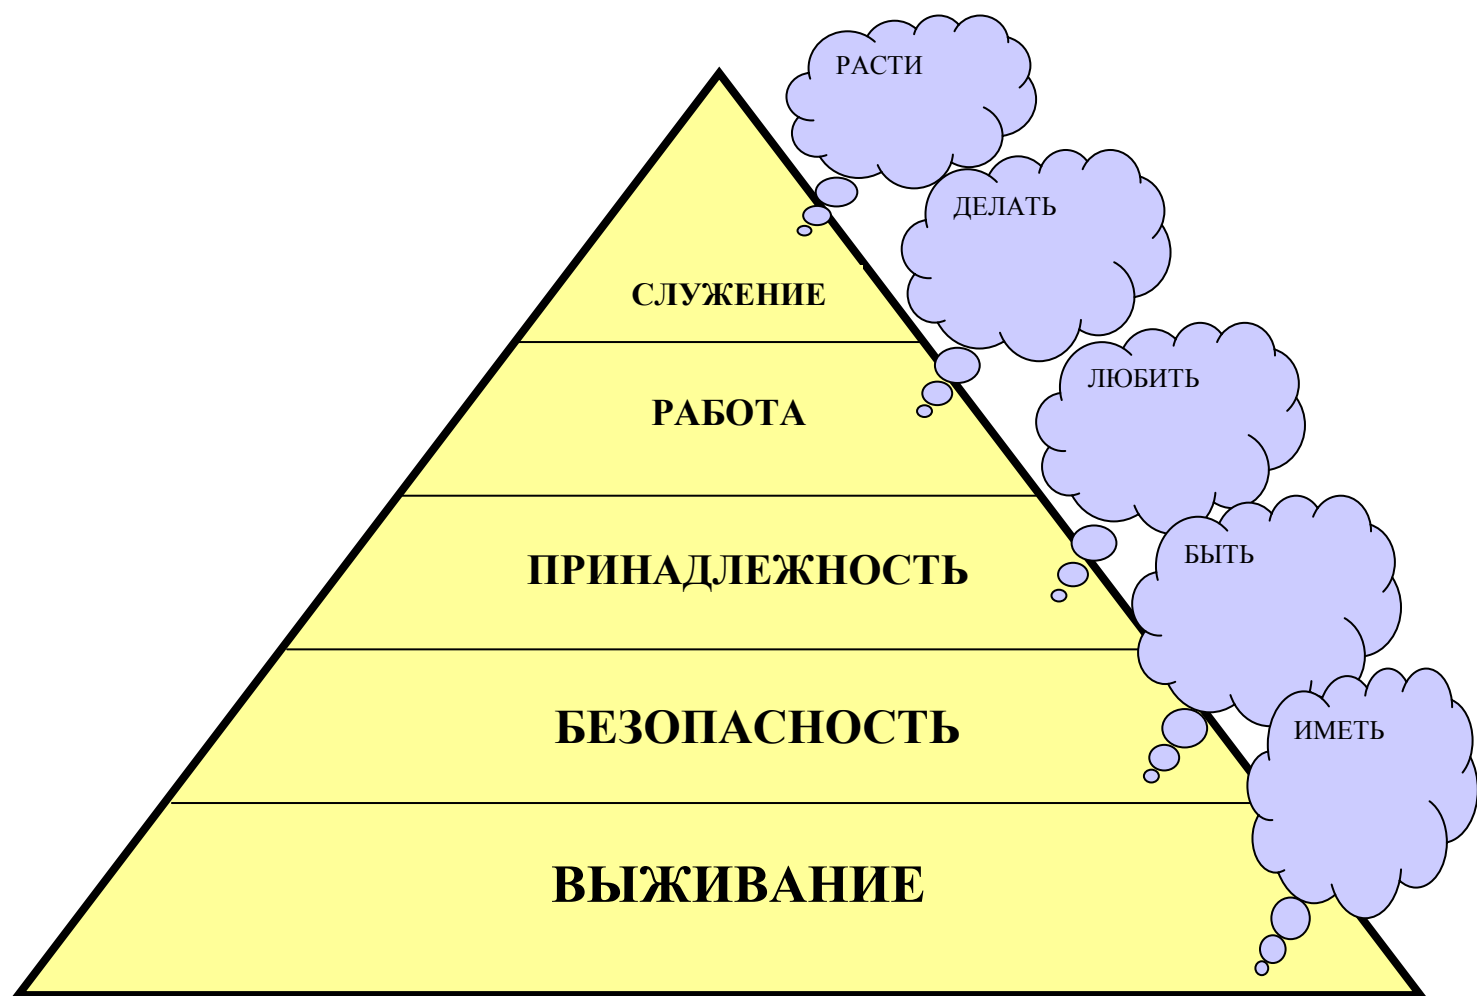 РАСТИ
ДЕЛАТЬ
СЛУЖЕНИЕ
ЛЮБИТЬ
РАБОТА
БЫТЬ
ПРИНАДЛЕЖНОСТЬ
ИМЕТЬ
БЕЗОПАСНОСТЬ
ВЫЖИВАНИЕ